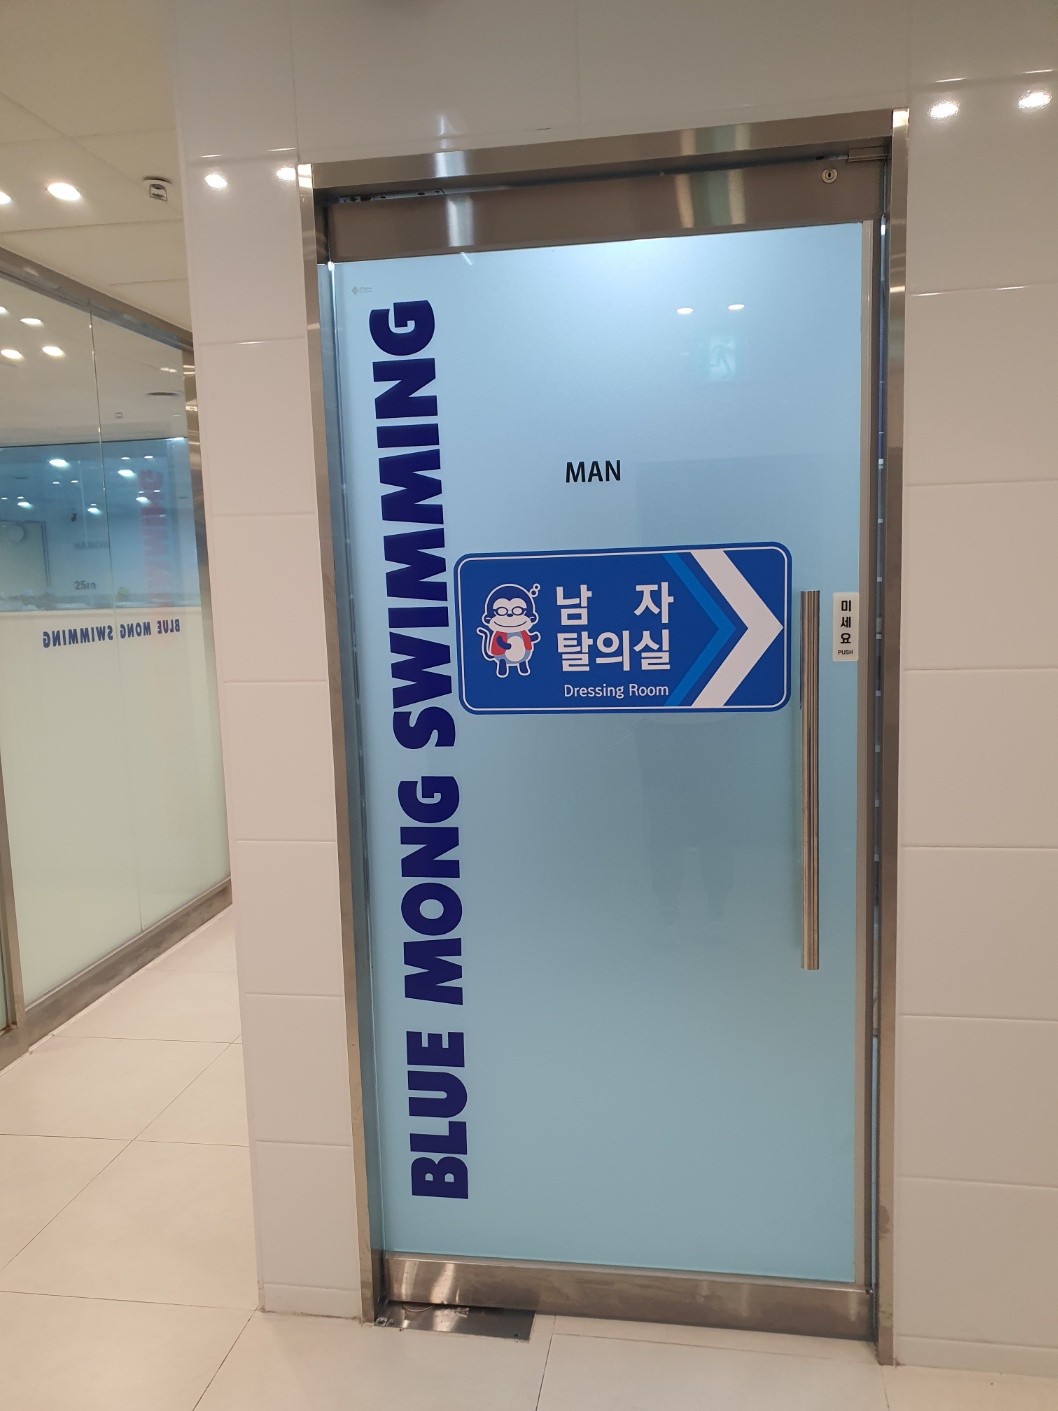 BLUE MONG SWIMMING
MAN
남 자
탈의실
Dressing Room
미세요
PUSH
BLUE MONG SWIMMING
25m